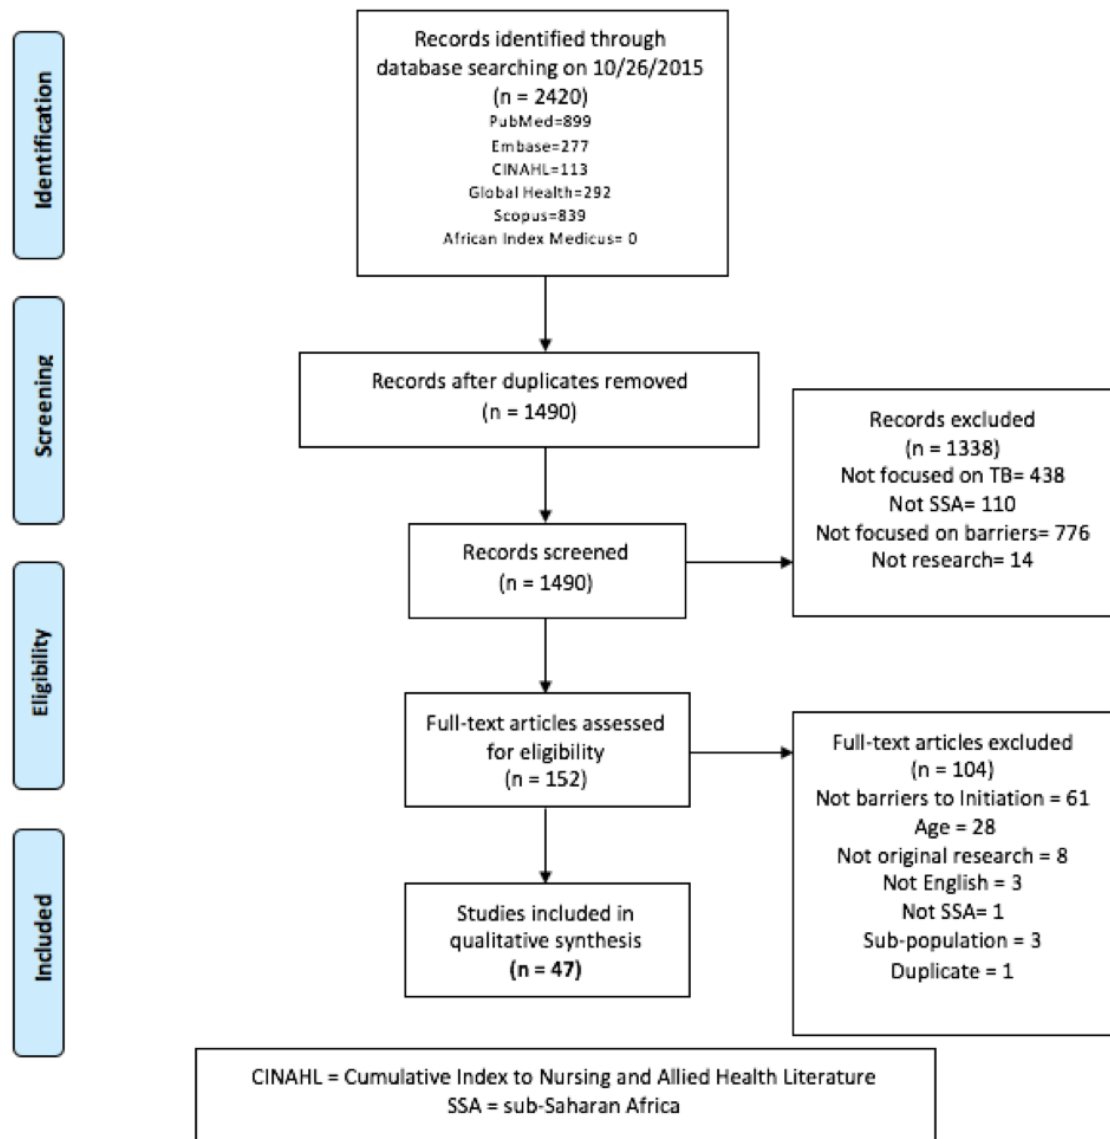 Identification
Records identified through
database searching on 10/26/2015
(n = 2420)
PubMed=899
Embase=277
CINAHL=113
Global Health=292
Scopus=839
African Index Medicus= 0
Screening
Records after duplicates removed
(n = 1490)
Records excluded
(n = 1338)
Not focused on TB= 438
Not SSA= 110
Not focused on barriers= 776
Not research= 14
Records screened
(n = 1490)
Eligibility
Full-text articles assessed
for eligibility
(n = 152)
Full-text articles excluded
(n = 104)
Not barriers to Initiation = 61
Age = 28
Not original research = 8
Not English = 3
Not SSA= 1
Sub-population = 3
Duplicate = 1
Included
Studies included in
qualitative synthesis
(n = 47)
CINAHL = Cumulative Index to Nursing and Allied Health Literature
SSA = sub-Saharan Africa